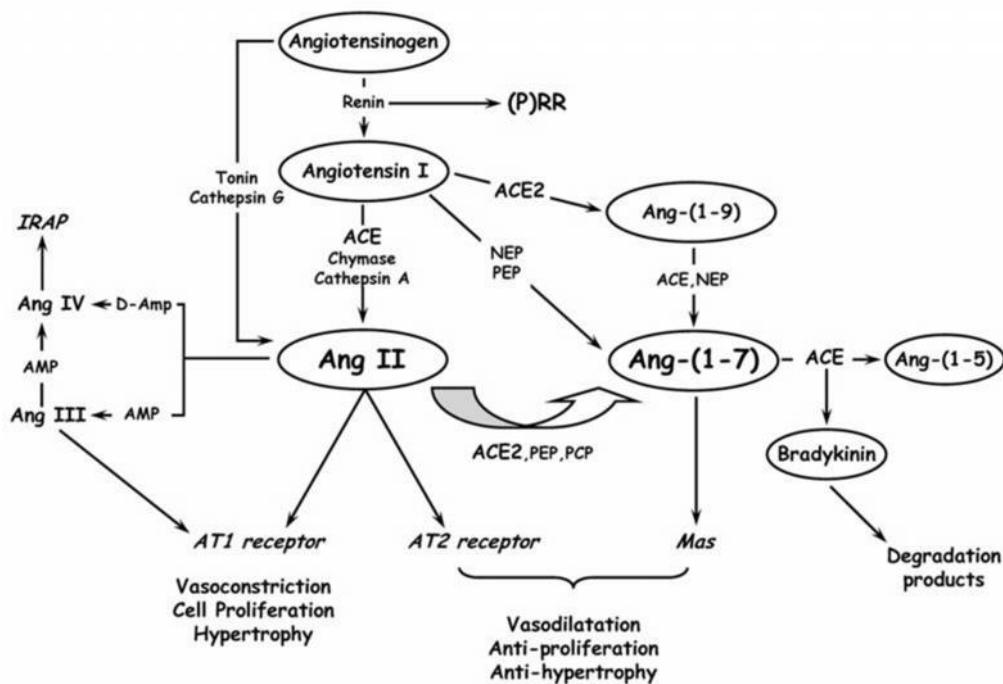 Angiotensinogen
Renin
(P)RR
Angiotensin I
Tonin
Cathepsin G
ACE2
Ang-(1-9)
IRAP
ACE
Chymase
Cathepsin A
NEP
PEP
ACE,NEP
Ang IV
D-Amp
Ang II
Ang-(1-7)
ACE
Ang-(1-5)
AMP
Ang III
AMP
ACE2,PEP,PCP
Bradykinin
AT1 receptor
AT2 receptor
Mas
Degradation
products
Vasoconstriction
Cell Proliferation
Hypertrophy
Vasodilatation
Anti-proliferation
Anti-hypertrophy